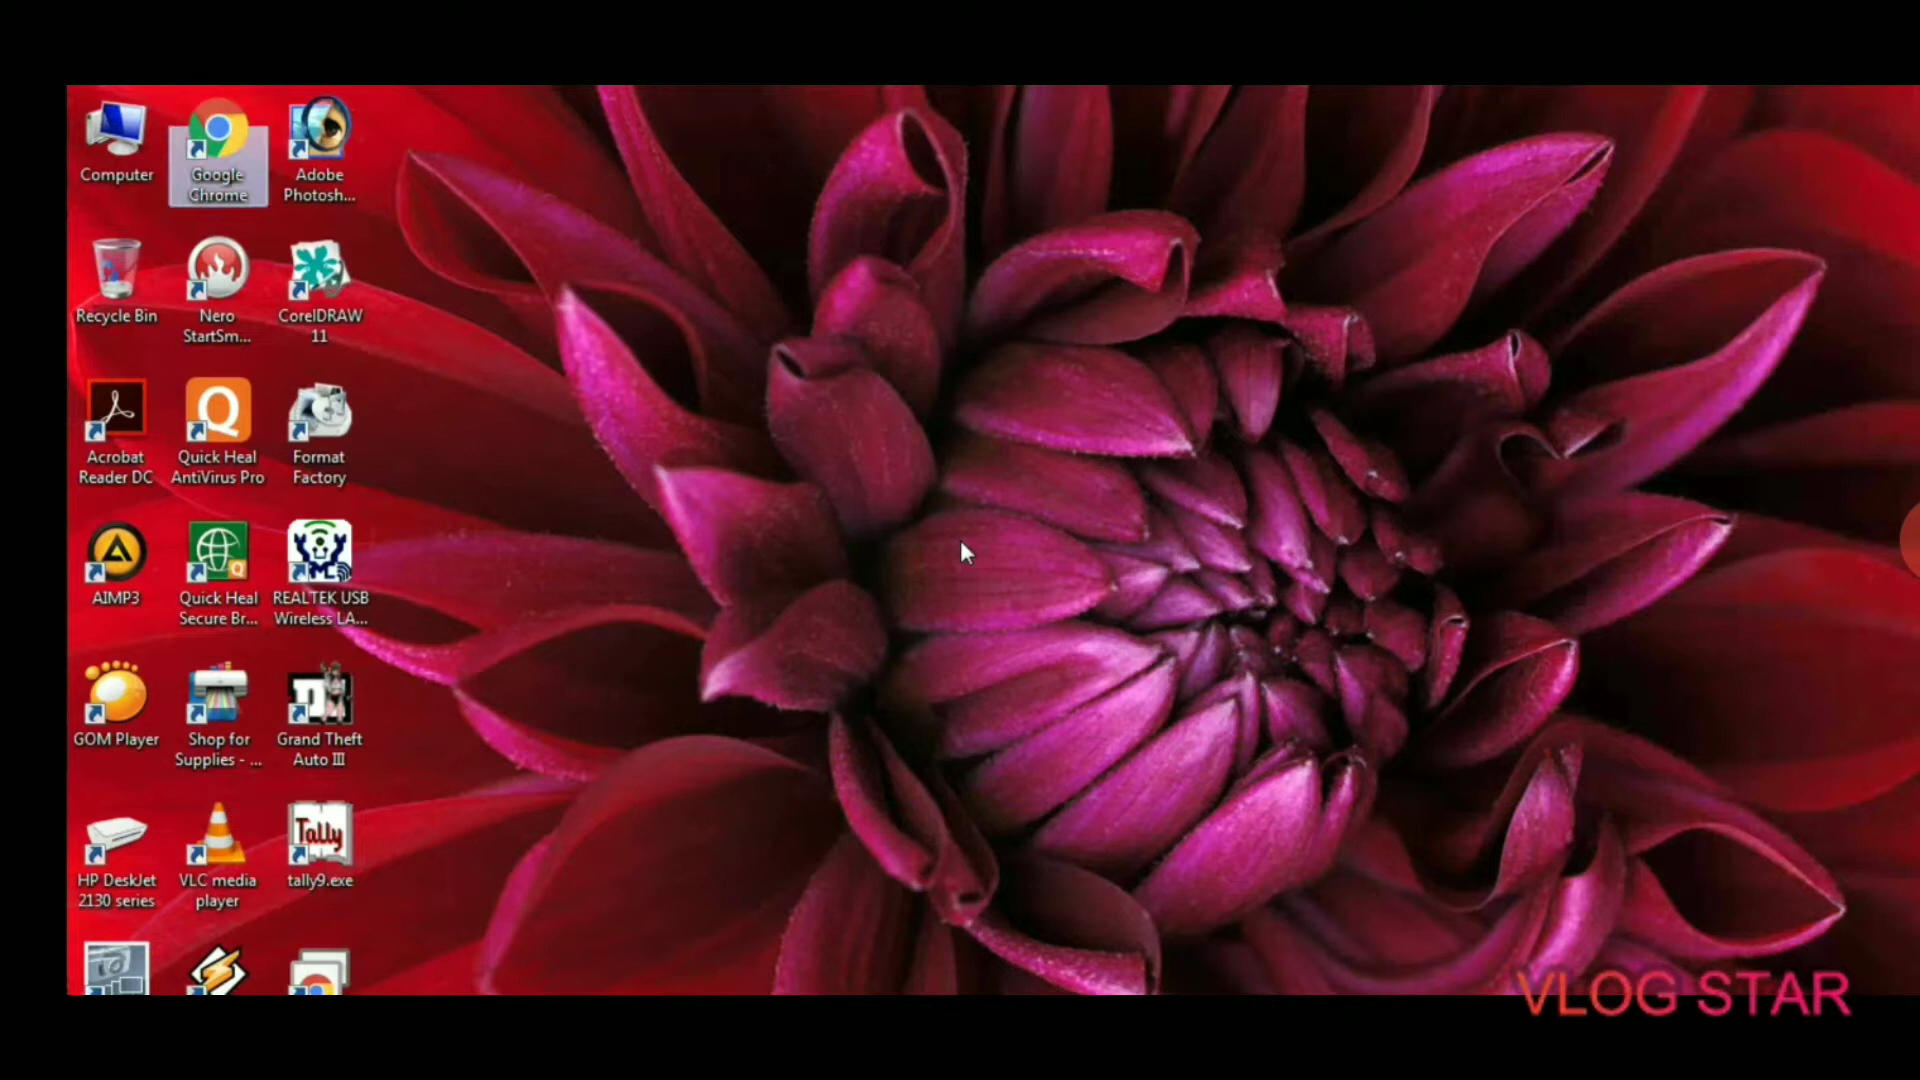 Computer
Google
Chrome
Adobe
Photosh...
Recycle Bin
Nero
StartSm...
CorelDRAW
11
Acrobat
Reader DC
Quick Heal
AntiVirus Pro
Format
Factory
AIMP3
Quick Heal
Secure Br...
REALTEK USB
Wireless LA...
GOM Player
Shop for
Supplies - ...
Grand Theft
Auto III
HP DeskJet
2130 series
VLC media
player
Tally
tally9.exe
VLOG STAR